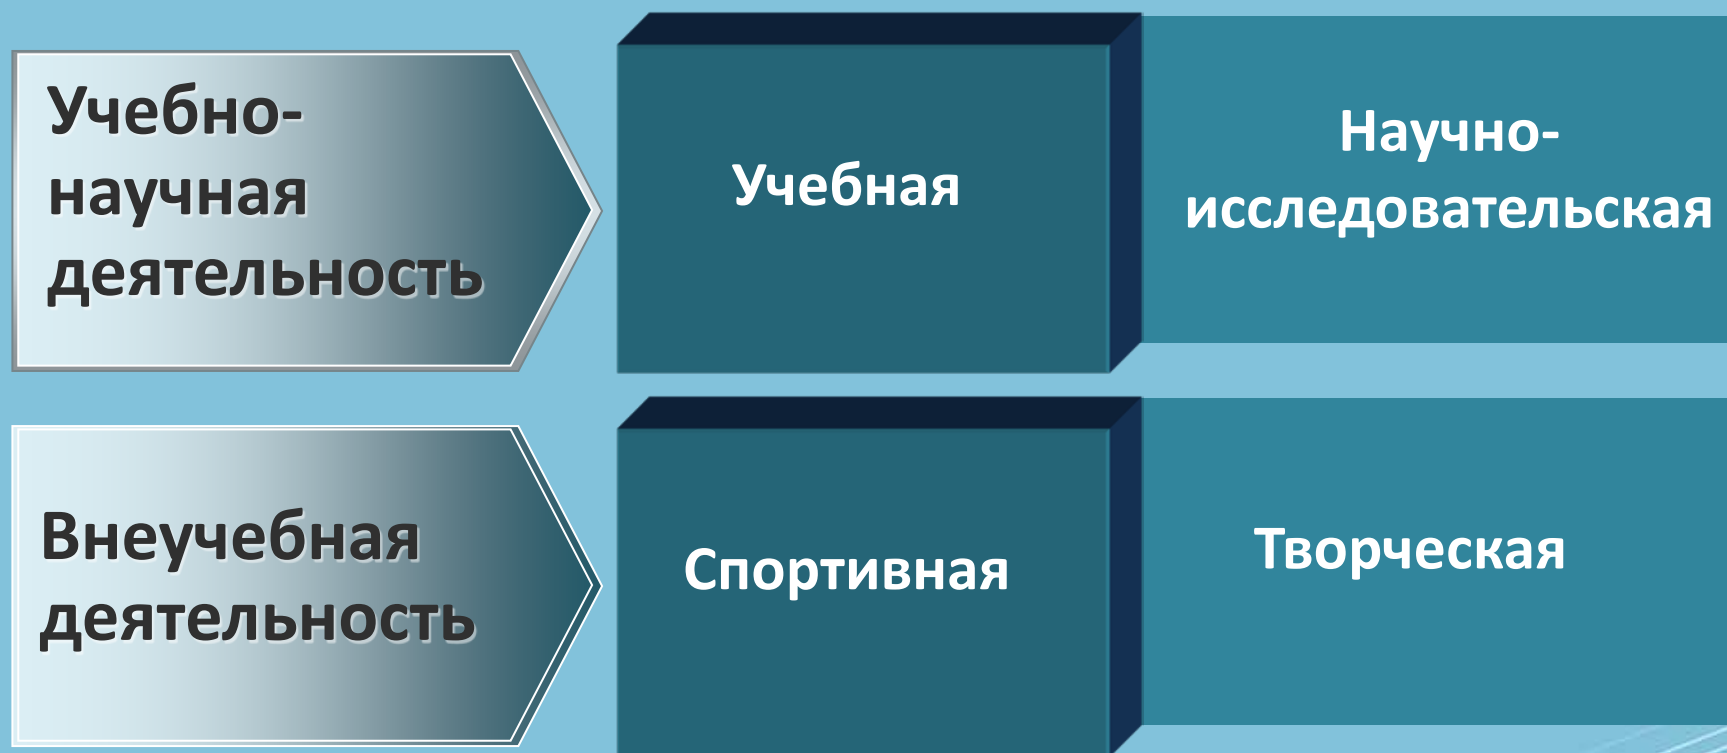 Учебно-
научная
деятельность
Учебная
Научно-
исследовательская
Внеучебная
деятельность
Спортивная
Творческая